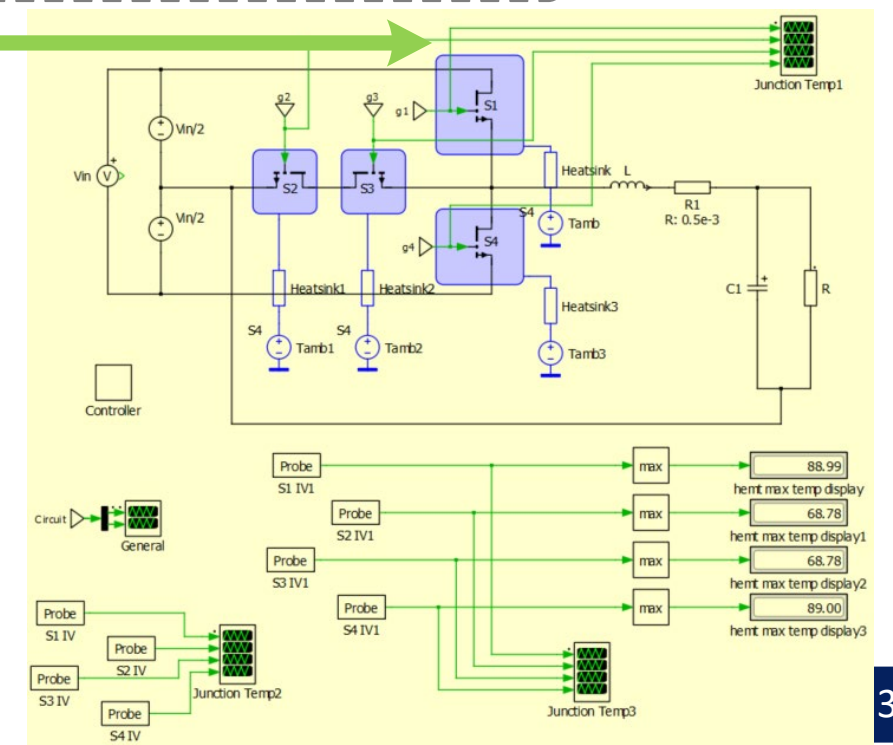 Junction Temp1
g2
g3
g1
S1
Vin/2
Vin
V
S2
S3
Heatsink
L
R1
R: 0.5e-3
Vin/2
S4
Tamb
g4
S4
C1
R
Heatsink1
Heatsink2
Heatsink3
S4
Tamb1
S4
Tamb2
Tamb3
Controller
Probe
S1 IV1
max
88.99
hemt max temp display
Probe
S2 IV1
max
68.78
hemt max temp display1
Circuit
General
Probe
S3 IV1
max
68.78
hemt max temp display2
Probe
S4 IV1
max
89.00
hemt max temp display3
Probe
S1 IV
Probe
S2 IV
Probe
S3 IV
Probe
S4 IV
Junction Temp2
Junction Temp3
3